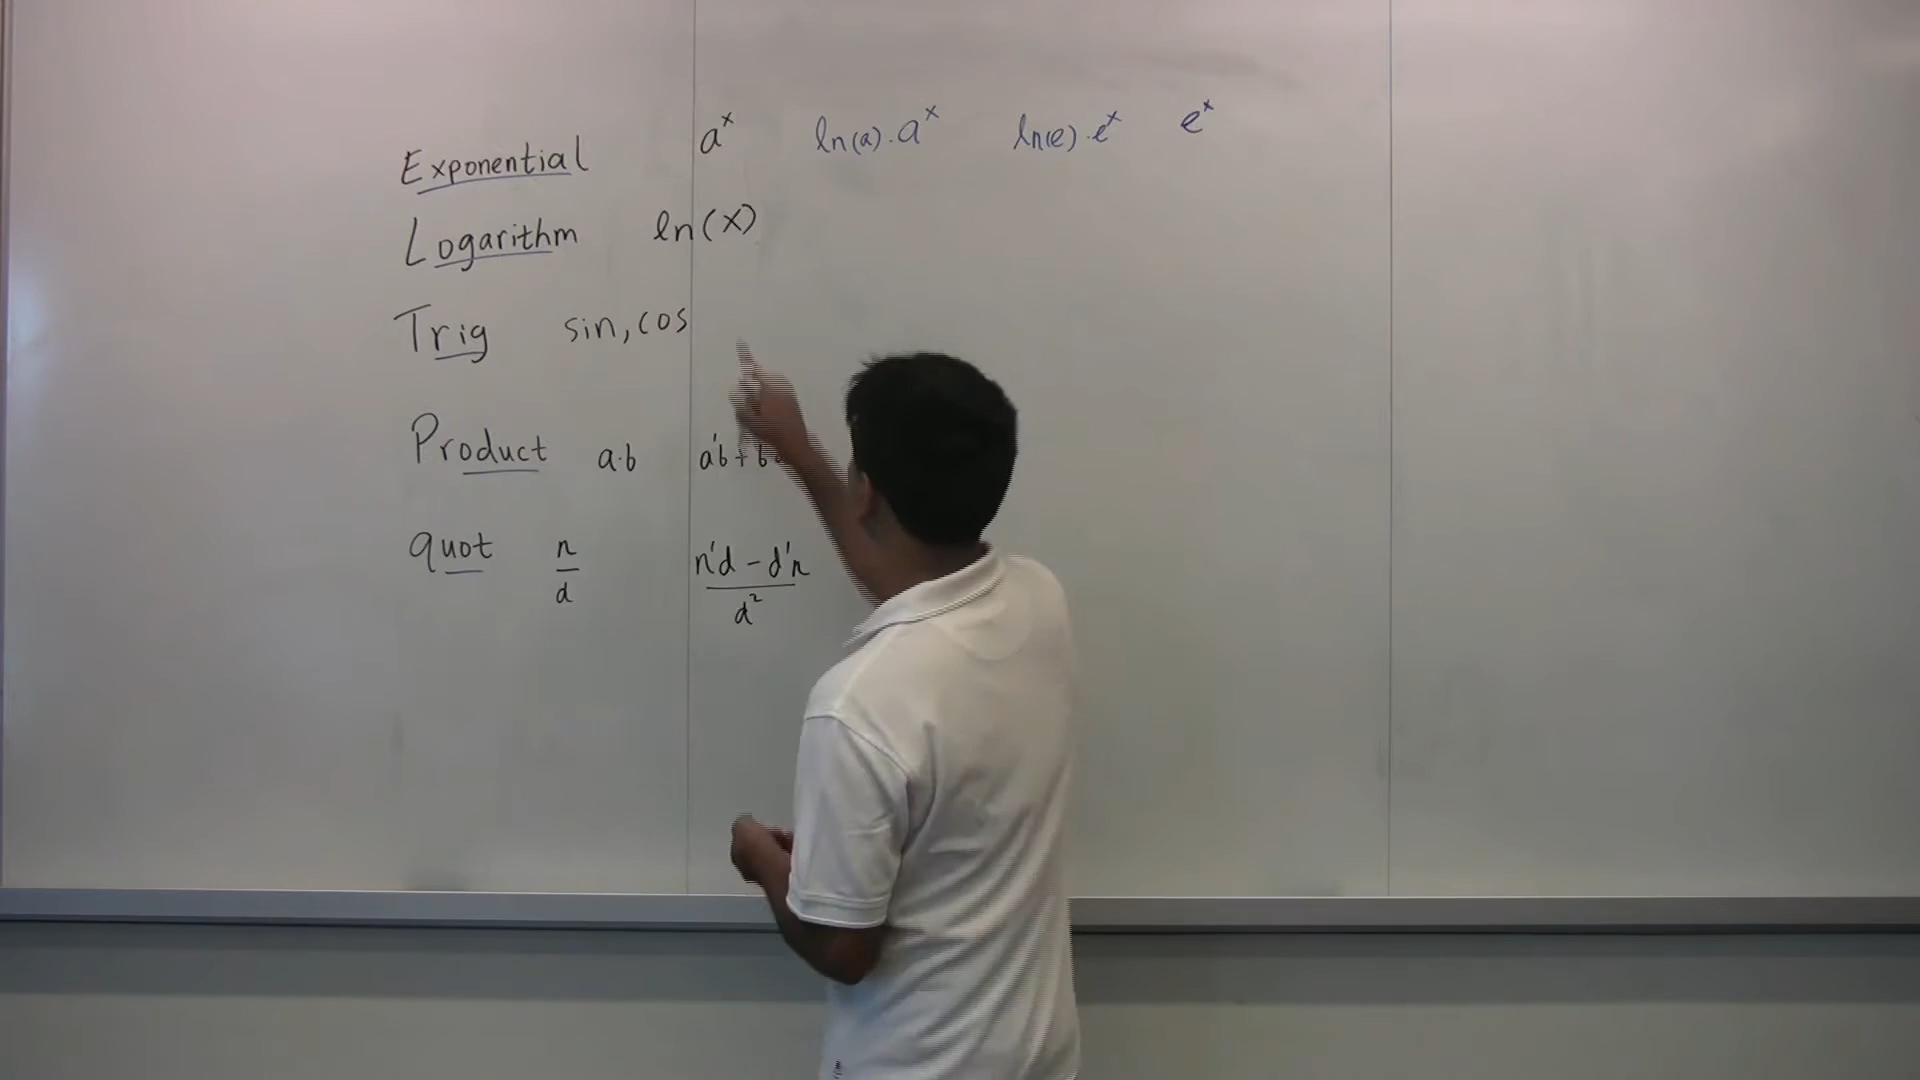 Exponential a^x ln(a)·a^x ln(e)·e^x e^x
Logarithm ln(x)
Trig sin, cos
Product a·b a'b + b
quot n/d (n'd - d'n)/d²